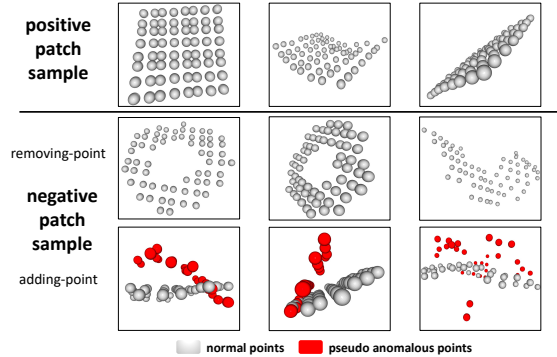 positive
patch
sample
removing-point
negative
patch
sample
adding-point
normal points pseudo anomalous points